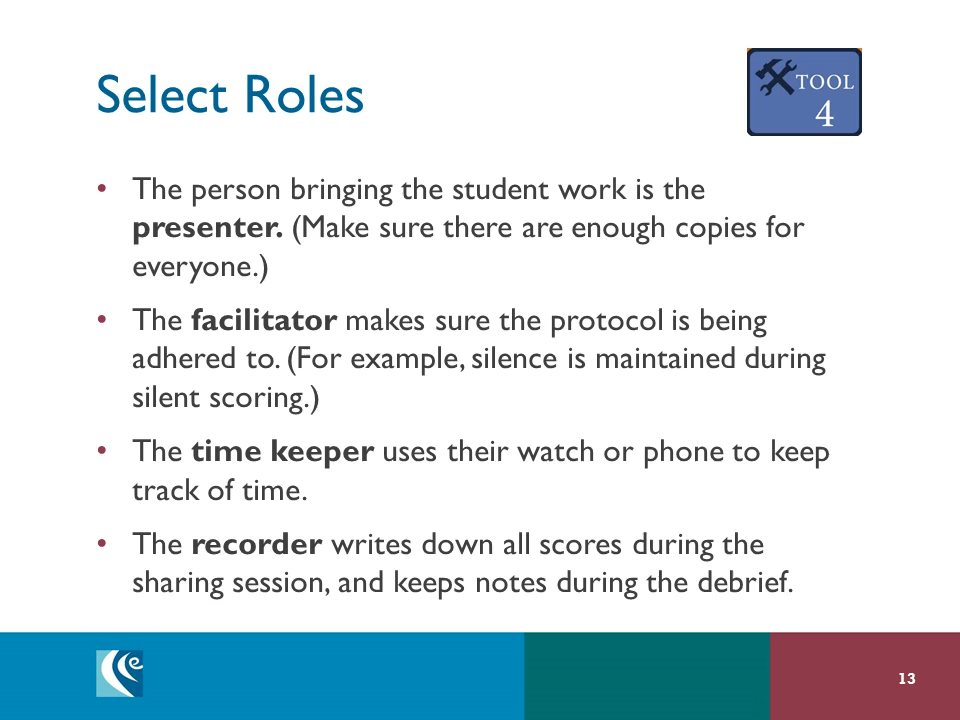 Select Roles
TOOL
4
• The person bringing the student work is the
presenter. (Make sure there are enough copies for
everyone.)
• The facilitator makes sure the protocol is being
adhered to. (For example, silence is maintained during
silent scoring.)
• The time keeper uses their watch or phone to keep
track of time.
• The recorder writes down all scores during the
sharing session, and keeps notes during the debrief.
13